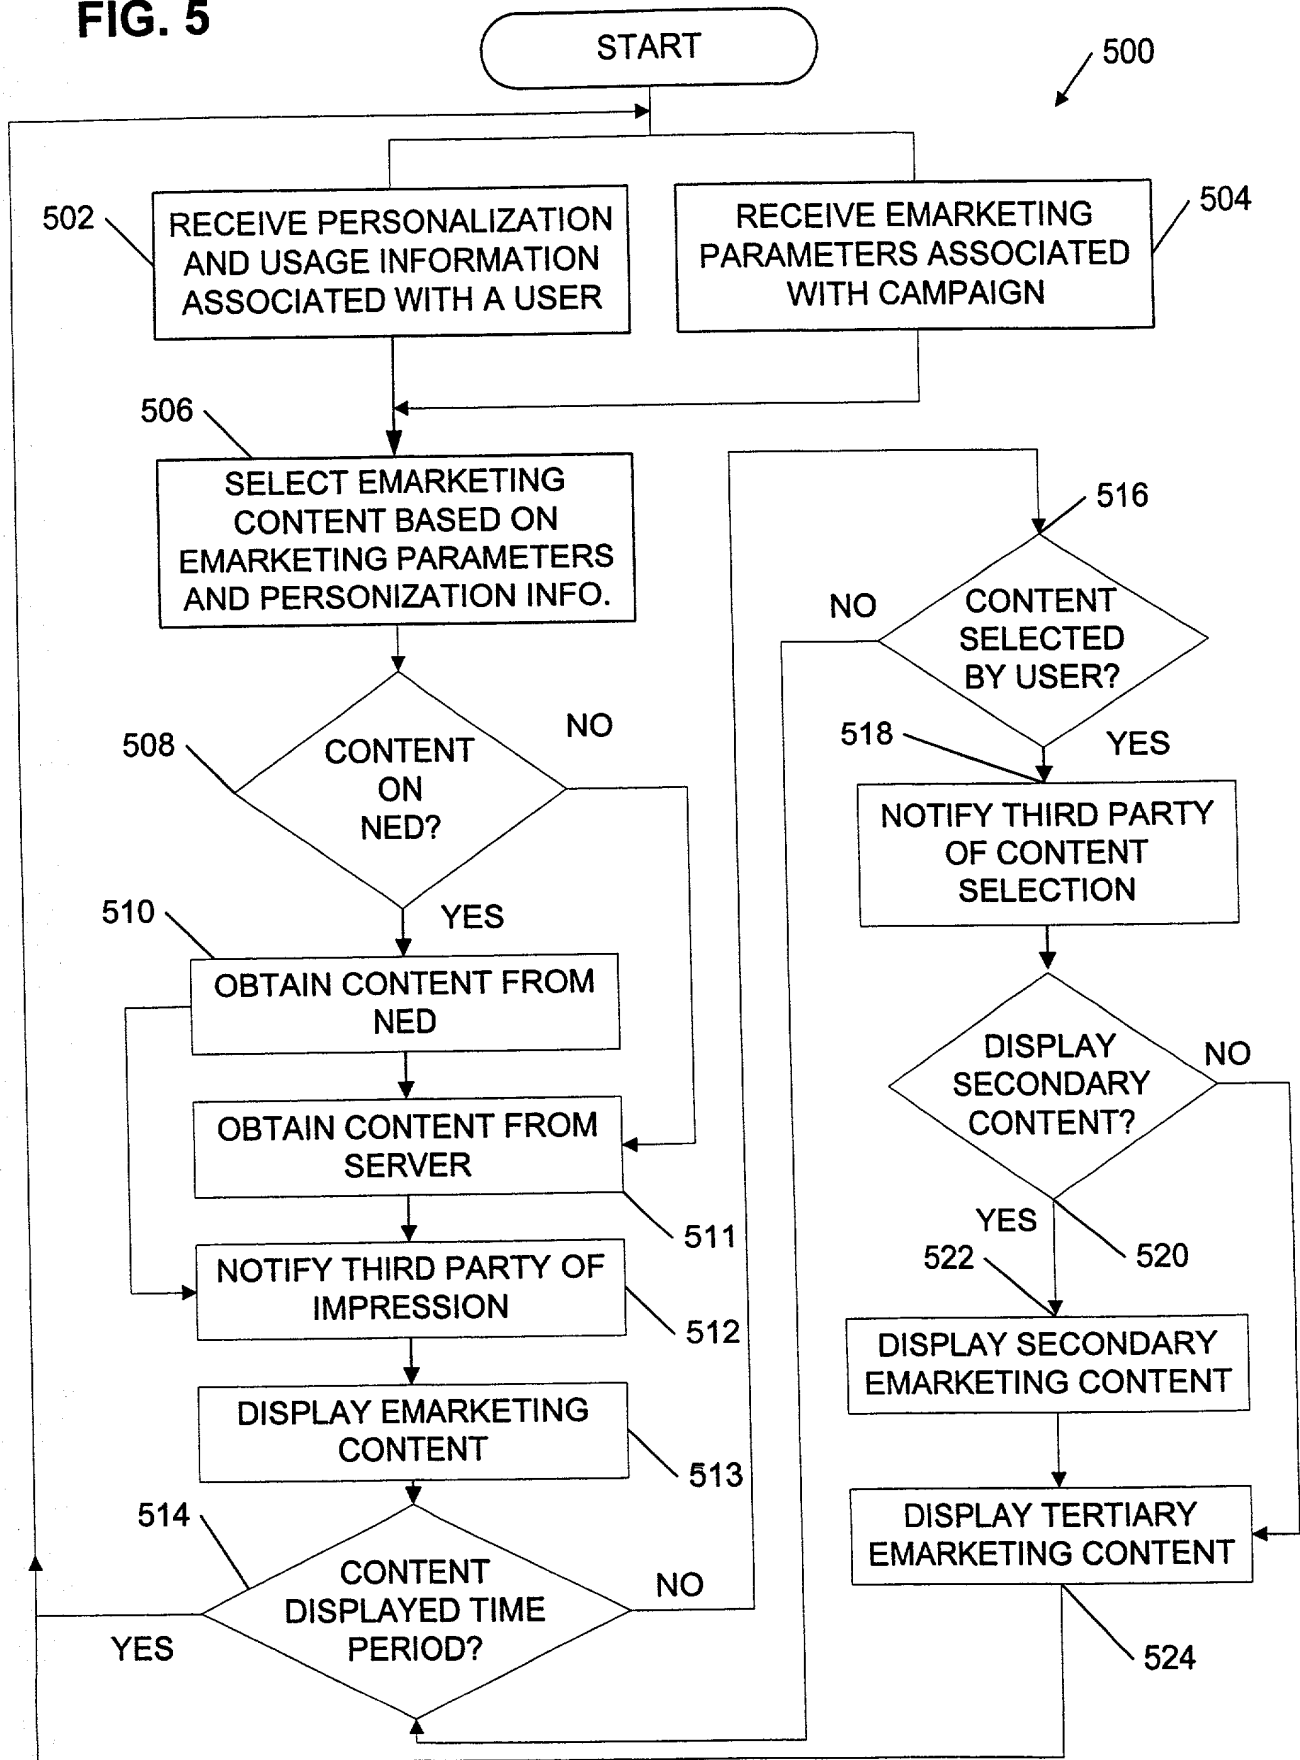 FIG. 5
START
500
502
RECEIVE PERSONALIZATION
AND USAGE INFORMATION
ASSOCIATED WITH A USER
RECEIVE EMARKETING
PARAMETERS ASSOCIATED
WITH CAMPAIGN
504
506
SELECT EMARKETING
CONTENT BASED ON
EMARKETING PARAMETERS
AND PERSONIZATION INFO.
508
CONTENT
ON
NED?
NO
YES
510
OBTAIN CONTENT FROM
NED
OBTAIN CONTENT FROM
SERVER
511
NOTIFY THIRD PARTY OF
IMPRESSION
512
DISPLAY EMARKETING
CONTENT
513
514
CONTENT
DISPLAYED TIME
PERIOD?
NO
YES
516
NO
CONTENT
SELECTED
BY USER?
518
YES
NOTIFY THIRD PARTY
OF CONTENT
SELECTION
DISPLAY
SECONDARY
CONTENT?
NO
YES
520
522
DISPLAY SECONDARY
EMARKETING CONTENT
DISPLAY TERTIARY
EMARKETING CONTENT
524